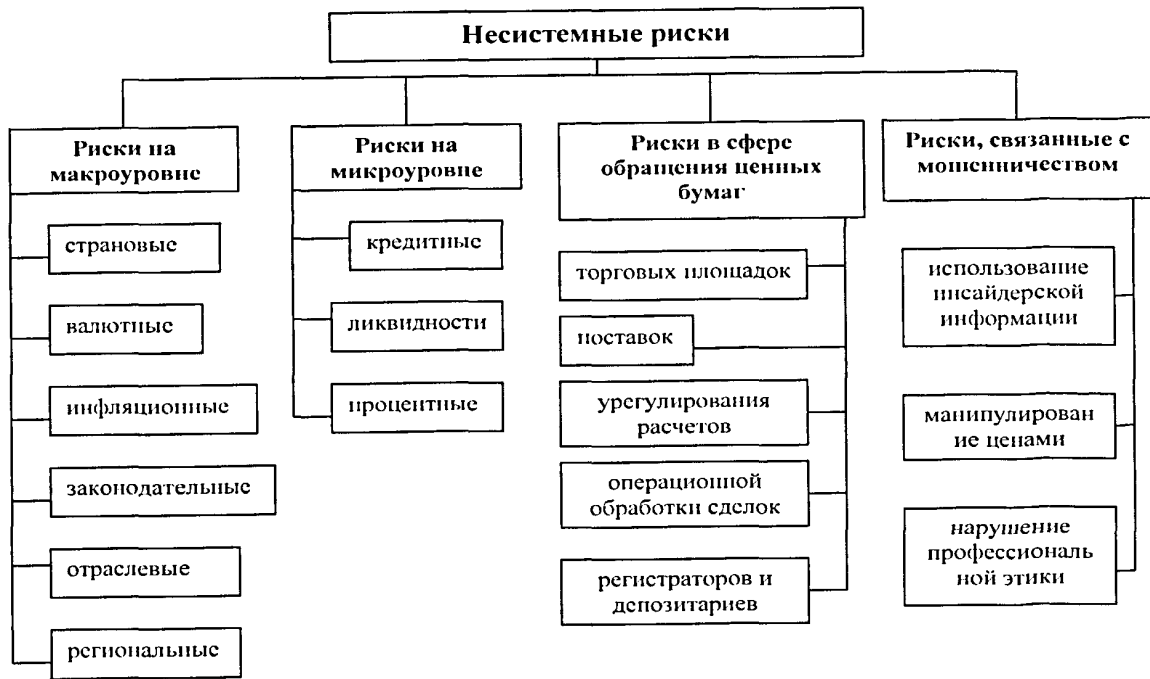 Несистемные риски
Риски на
макроуровне
страновые
валютные
инфляционные
законодательные
отраслевые
региональные
Риски на
микроуровне
кредитные
ликвидности
процентные
Риски в сфере
обращения ценных
бумаг
торговых площадок
поставок
урегулирования
расчетов
операционной
обработки сделок
регистраторов и
депозитариев
Риски, связанные с
мошенничеством
использование
инсайдерской
информации
манипулирован
ие ценами
нарушение
профессиональ
ной этики